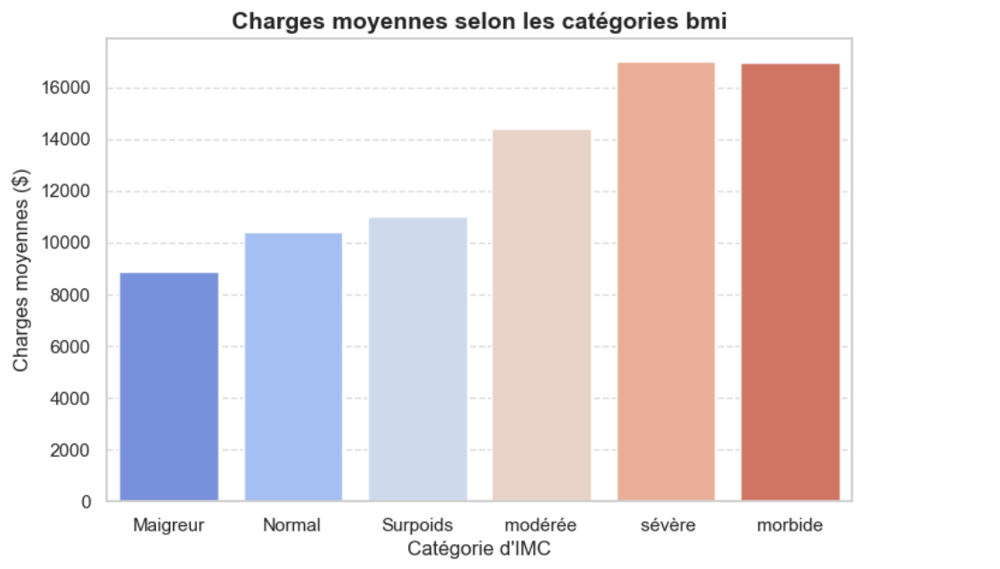 Charges moyennes selon les catégories bmi
Charges moyennes ($)
16000
14000
12000
10000
8000
6000
4000
2000
0
Maigreur Normal Surpoids modérée sévère morbide
Catégorie d'IMC